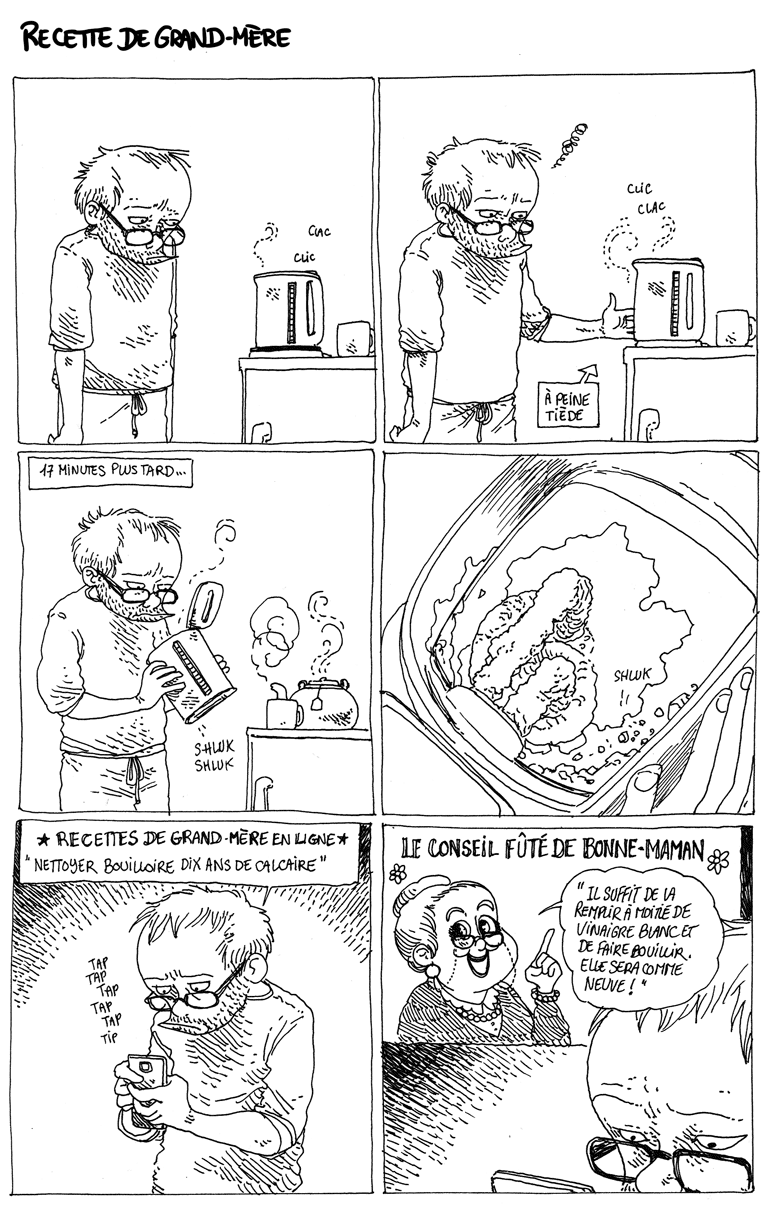 RECETTE DE GRAND-MÈRE
CLAC
CLIC
CLIC
CLAC
À PEINE
TIÈDE
17 MINUTES PLUS TARD...
SHLUK
SHLUK
SHLUK
★ RECETTES DE GRAND-MÈRE EN LIGNE ★
"NETTOYER BOUILLOIRE DIX ANS DE CALCAIRE"
TAP
TAP
TAP
TAP
TAP
TIP
LE CONSEIL FÛTÉ DE BONNE-MAMAN
"IL SUFFIT DE LA
REMPLIR À MOITIÉ DE
VINAIGRE BLANC ET
DE FAIRE BOUILLIR.
ELLE SERA COMME
NEUVE!"